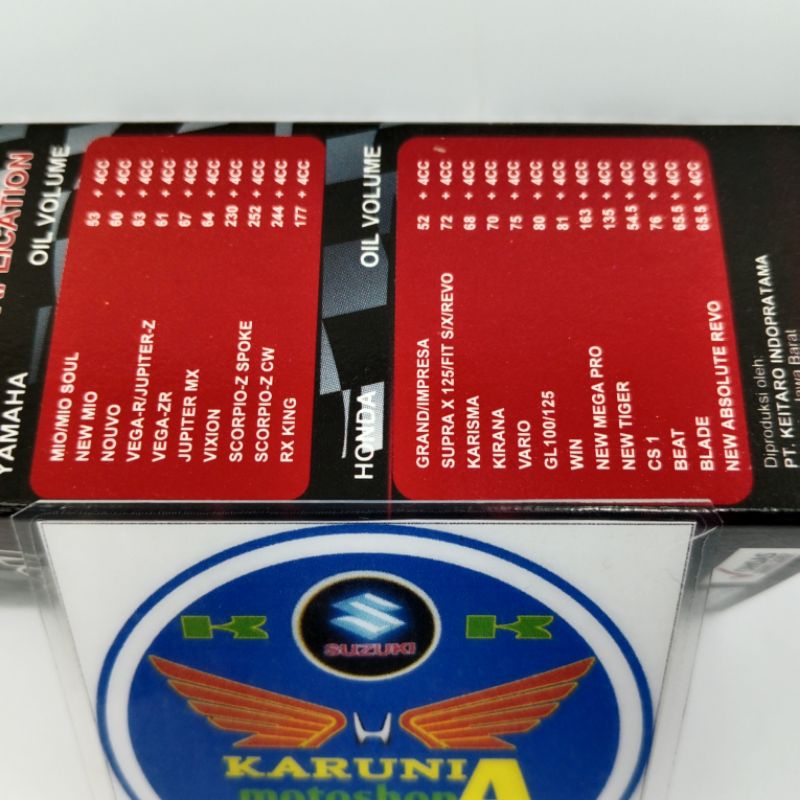 YAMAHA OIL VOLUME
MIO/MIO SOUL 53 + 4CC
NEW MIO 60 + 4CC
NOUVO 63 + 4CC
VEGA-R/JUPITER-Z 61 + 4CC
VEGA-ZR 67 + 4CC
JUPITER MX 64 + 4CC
VIXION 230 + 4CC
SCORPIO-Z SPOKE 252 + 4CC
SCORPIO-Z CW 244 + 4CC
RX KING 177 + 4CC
HONDA OIL VOLUME
GRAND/IMPRESA 52 + 4CC
SUPRA X 125/FIT S/X/REVO 72 + 4CC
KARISMA 68 + 4CC
KIRANA 70 + 4CC
VARIO 75 + 4CC
GL100/125 80 + 4CC
WIN 81 + 4CC
NEW MEGA PRO 163 + 4CC
NEW TIGER 135 + 4CC
CS 1 54.5 + 4CC
BEAT 76 + 4CC
BLADE 65.5 + 4CC
NEW ABSOLUTE REVO 65.5 + 4CC
Diproduksi oleh:
PT. KEITARO INDOPRATAMA
Jawa Barat
K SUZUKI K
KARUNIA
motoshop